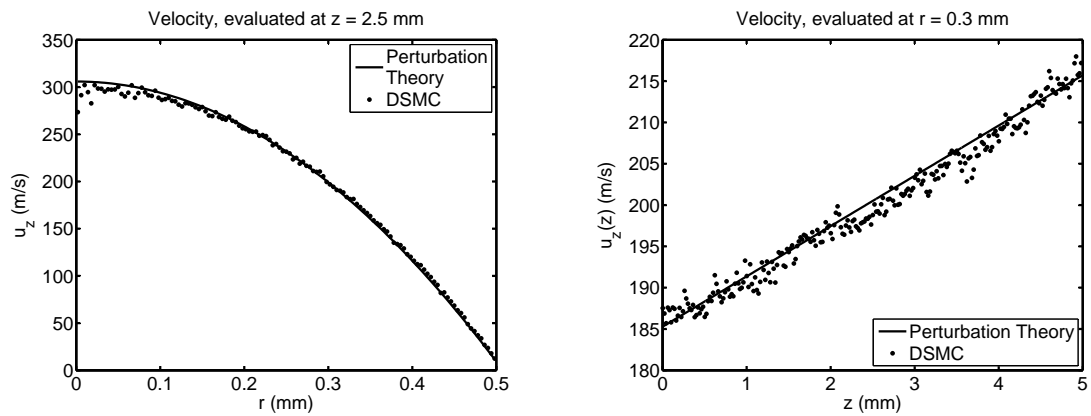 Velocity, evaluated at z = 2.5 mm
350
300
250
200
150
100
50
0
0
0.1
0.2
0.3
0.4
0.5
r (mm)
u_z (m/s)
Perturbation
Theory
DSMC
Velocity, evaluated at r = 0.3 mm
220
215
210
205
200
195
190
185
180
0
1
2
3
4
5
z (mm)
u_z(z) (m/s)
Perturbation Theory
DSMC